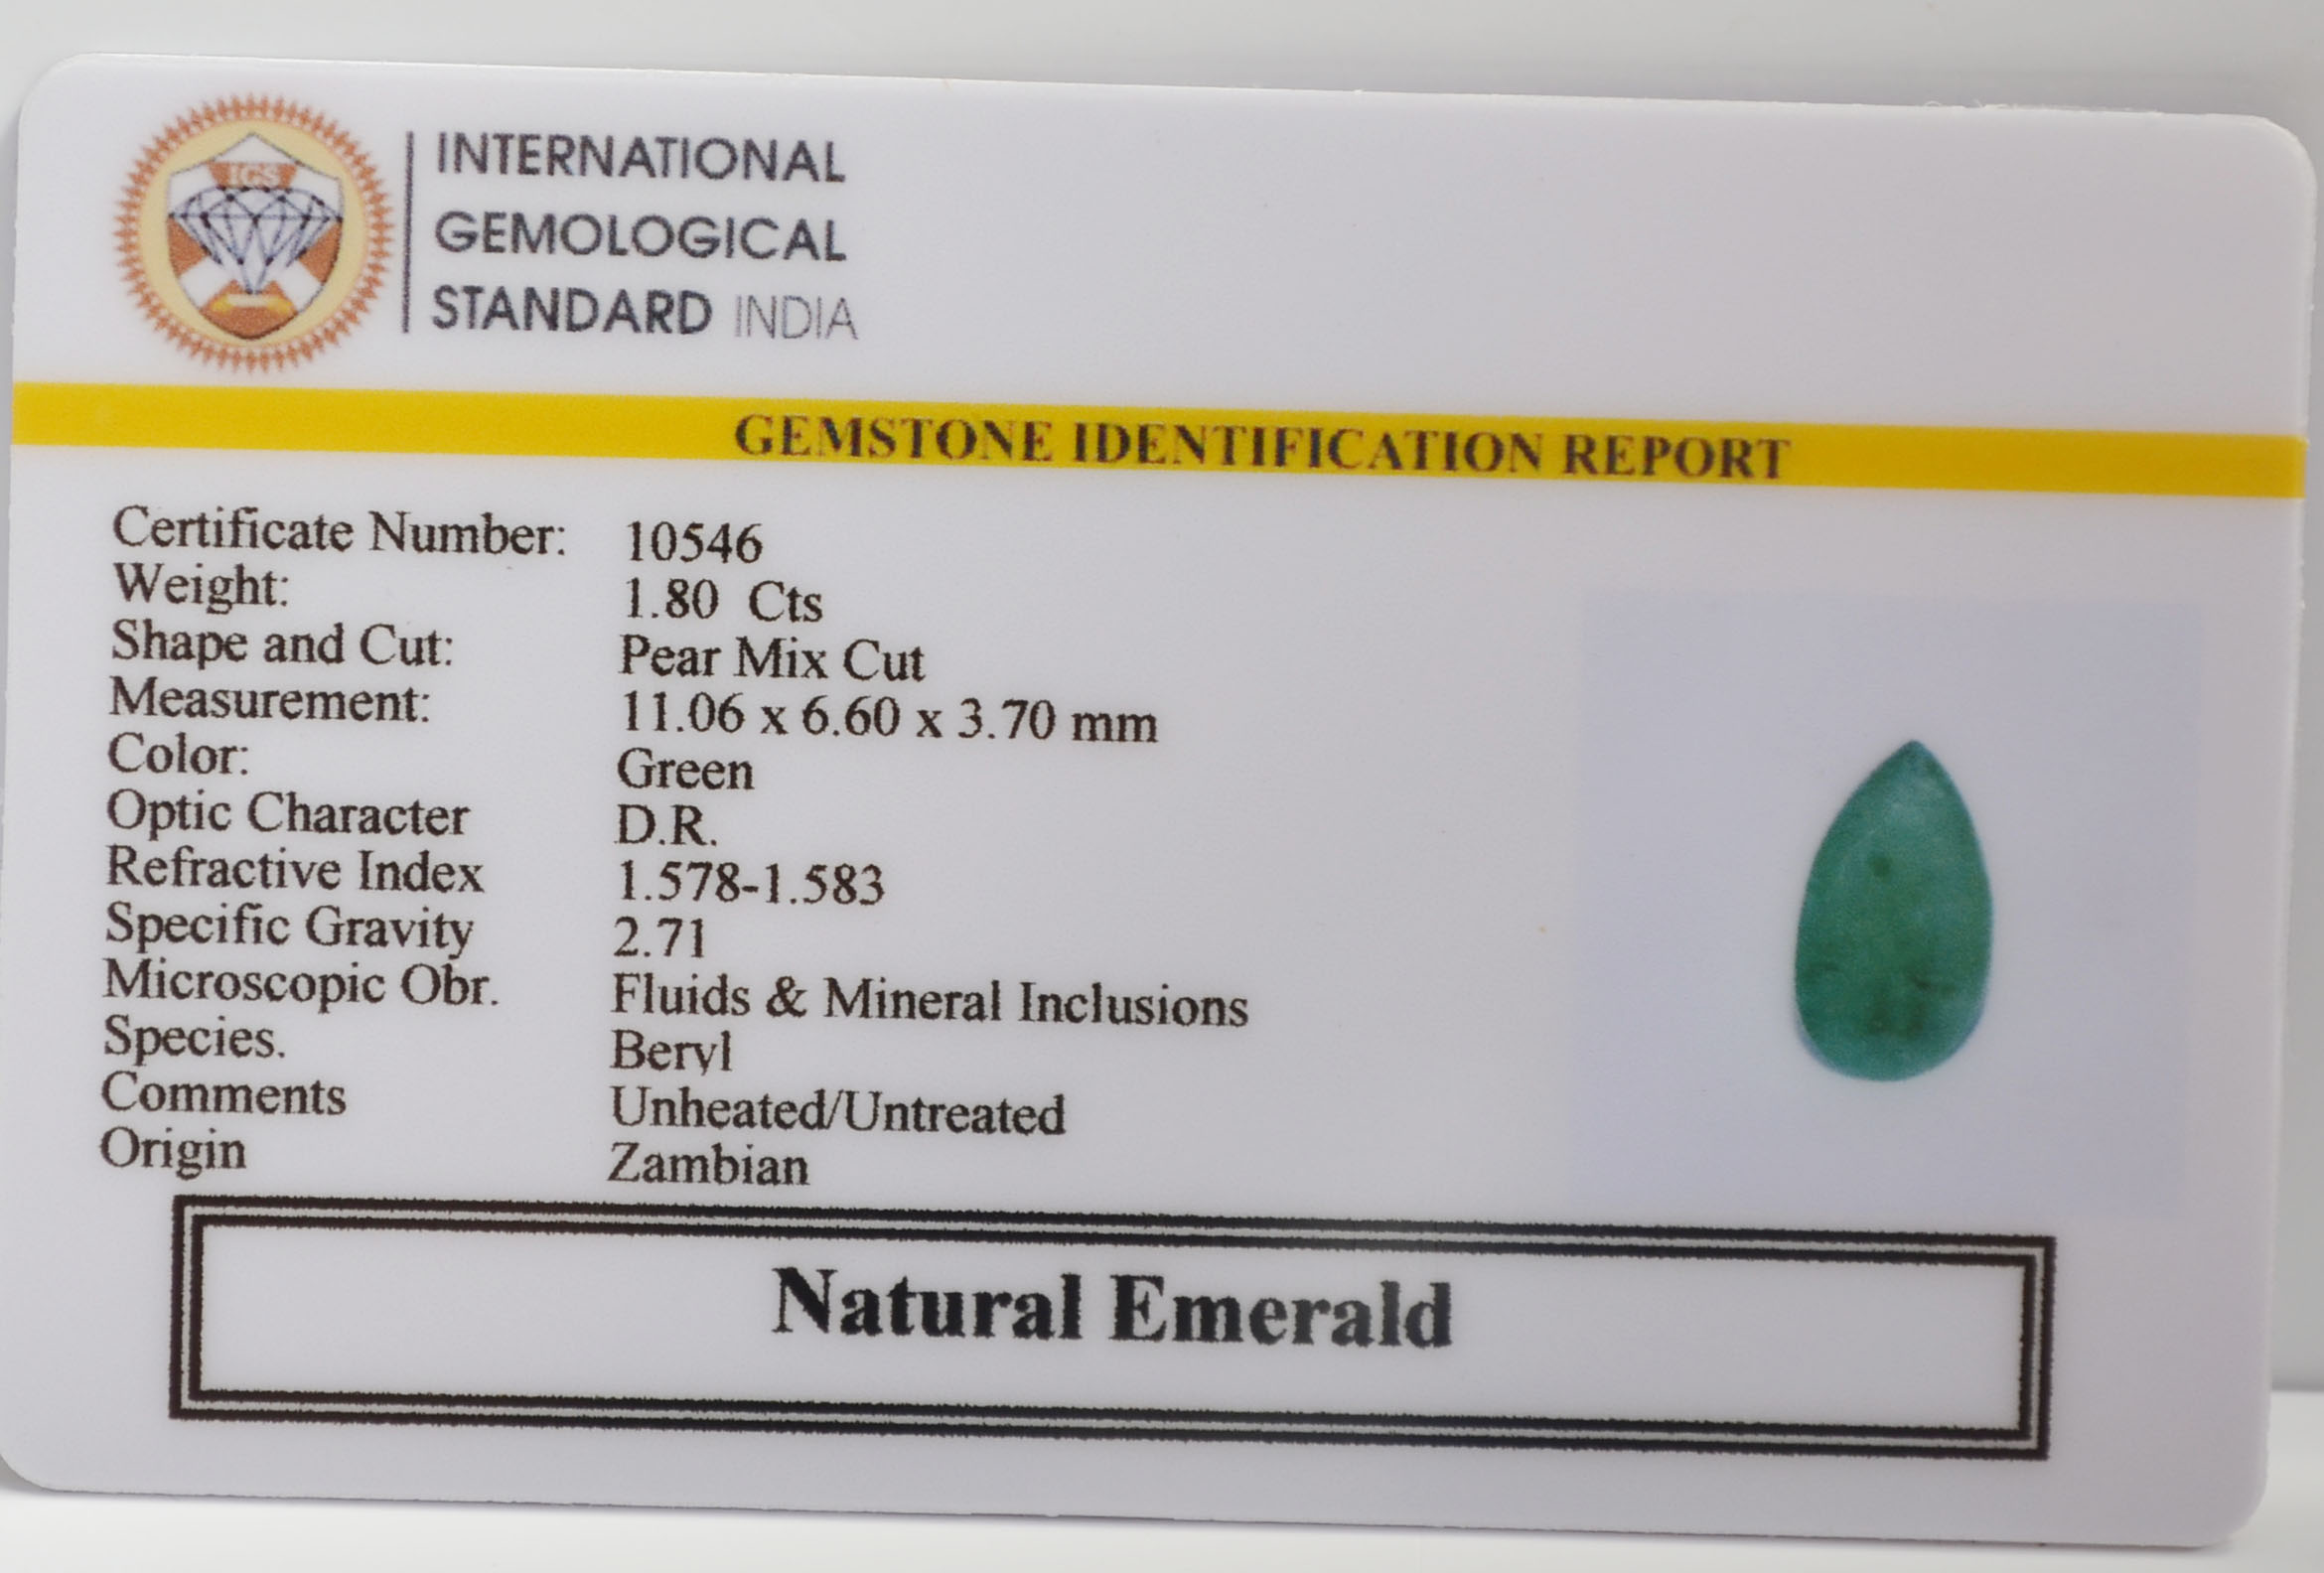 IGS
INTERNATIONAL
GEMOLOGICAL
STANDARD INDIA
GEMSTONE IDENTIFICATION REPORT
Certificate Number: 10546
Weight: 1.80 Cts
Shape and Cut: Pear Mix Cut
Measurement: 11.06 x 6.60 x 3.70 mm
Color: Green
Optic Character D.R.
Refractive Index 1.578-1.583
Specific Gravity 2.71
Microscopic Obr. Fluids & Mineral Inclusions
Species. Beryl
Comments Unheated/Untreated
Origin Zambian
Natural Emerald